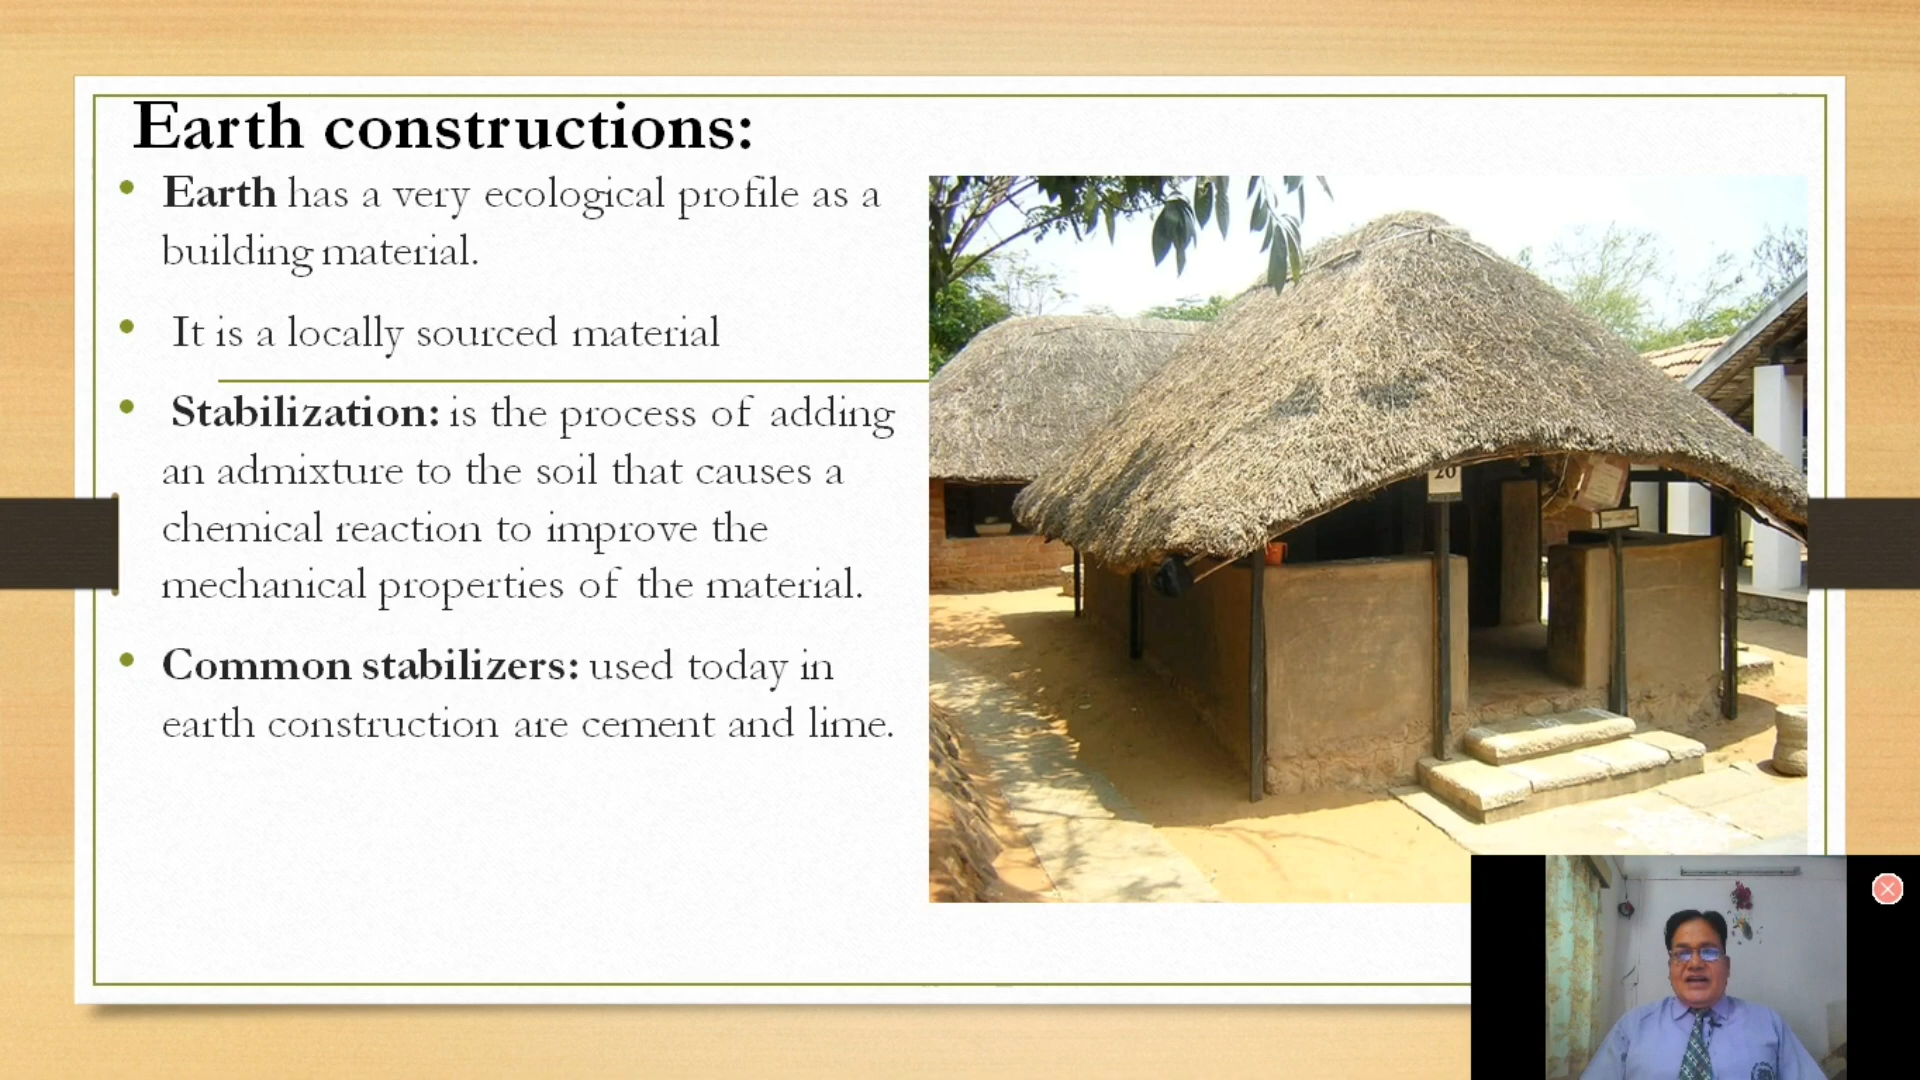 Earth constructions:
Earth has a very ecological profile as a
building material.
It is a locally sourced material
Stabilization: is the process of adding
an admixture to the soil that causes a
chemical reaction to improve the
mechanical properties of the material.
Common stabilizers: used today in
earth construction are cement and lime.
20